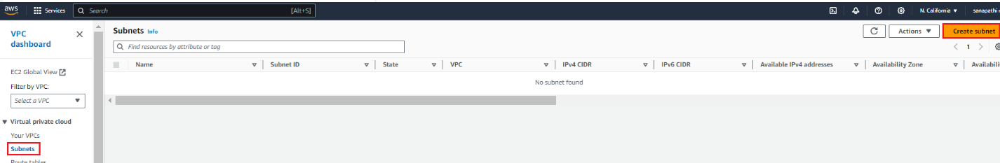 aws Services Search [Alt+S] N. California ▼ sanapathi
VPC dashboard
EC2 Global View
Filter by VPC:
Select a VPC
Virtual private cloud
Your VPCs
Subnets
Route tables
Subnets Info Actions Create subnet
Find resources by attribute or tag 1
Name Subnet ID State VPC IPv4 CIDR IPv6 CIDR Available IPv4 addresses Availability Zone Availabili
No subnet found